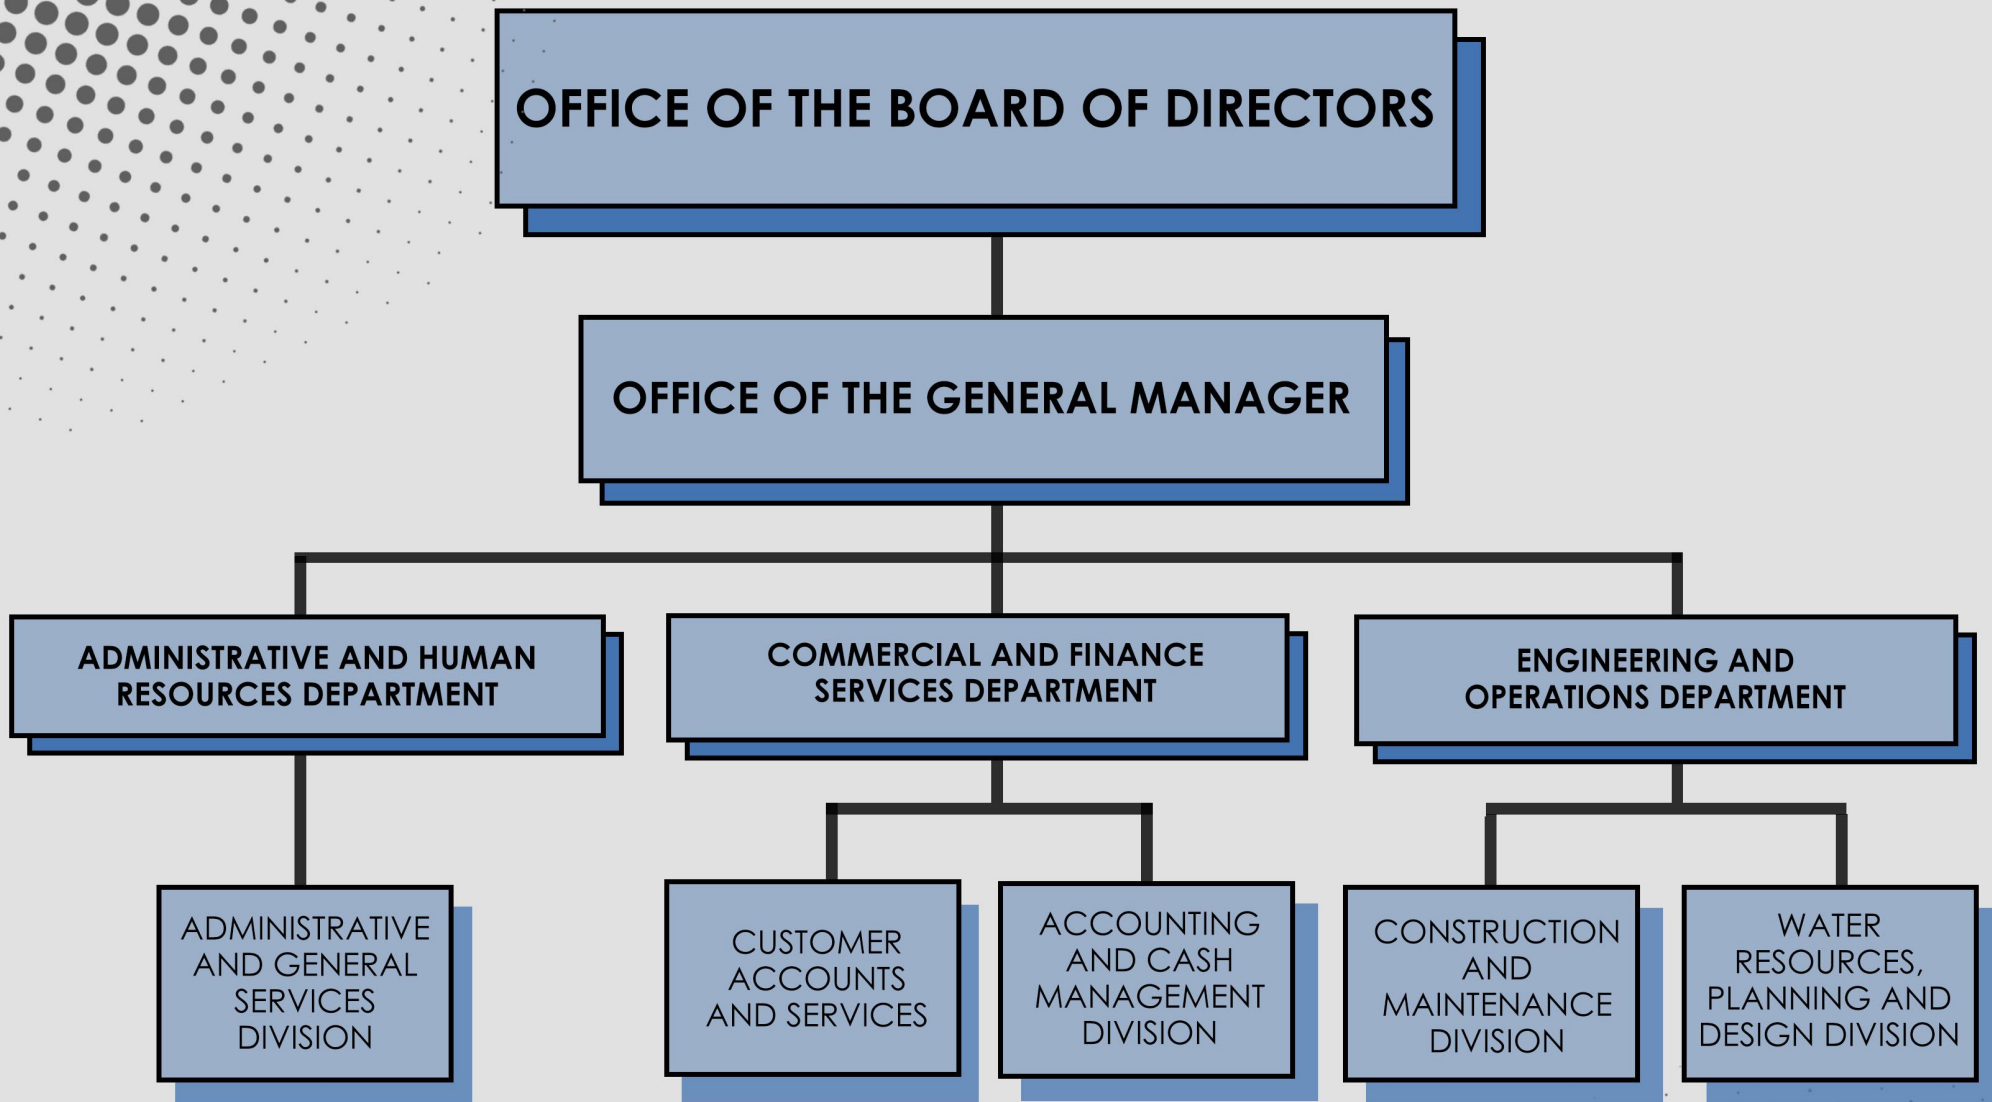 OFFICE OF THE BOARD OF DIRECTORS
OFFICE OF THE GENERAL MANAGER
ADMINISTRATIVE AND HUMAN
RESOURCES DEPARTMENT
COMMERCIAL AND FINANCE
SERVICES DEPARTMENT
ENGINEERING AND
OPERATIONS DEPARTMENT
ADMINISTRATIVE
AND GENERAL
SERVICES
DIVISION
CUSTOMER
ACCOUNTS
AND SERVICES
ACCOUNTING
AND CASH
MANAGEMENT
DIVISION
CONSTRUCTION
AND
MAINTENANCE
DIVISION
WATER
RESOURCES,
PLANNING AND
DESIGN DIVISION